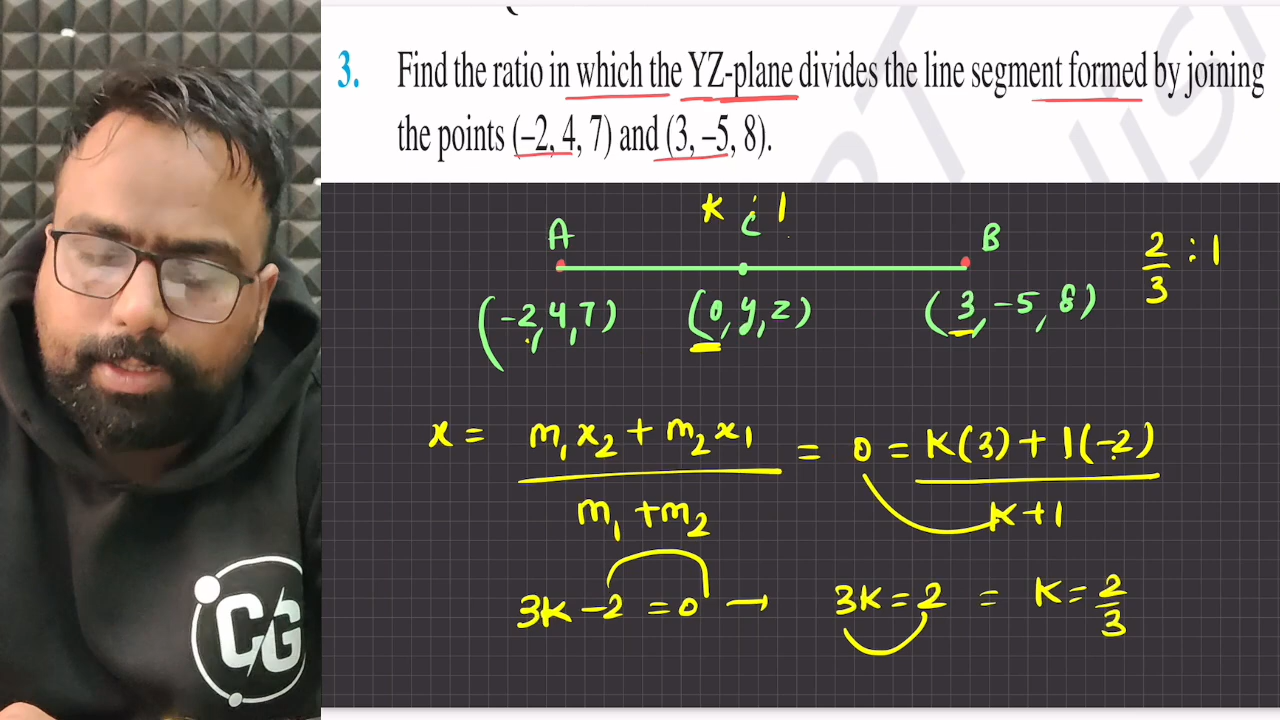 3. Find the ratio in which the YZ-plane divides the line segment formed by joining
the points (–2, 4, 7) and (3, –5, 8).
K : 1
A C B
2/3 : 1
(-2,4,7) (0,y,z) (3,-5,8)
x = m₁x₂ + m₂x₁ / m₁ + m₂ = 0 = K(3) + 1(-2) / K+1
3K - 2 = 0 → 3K = 2 = K = 2/3
CG